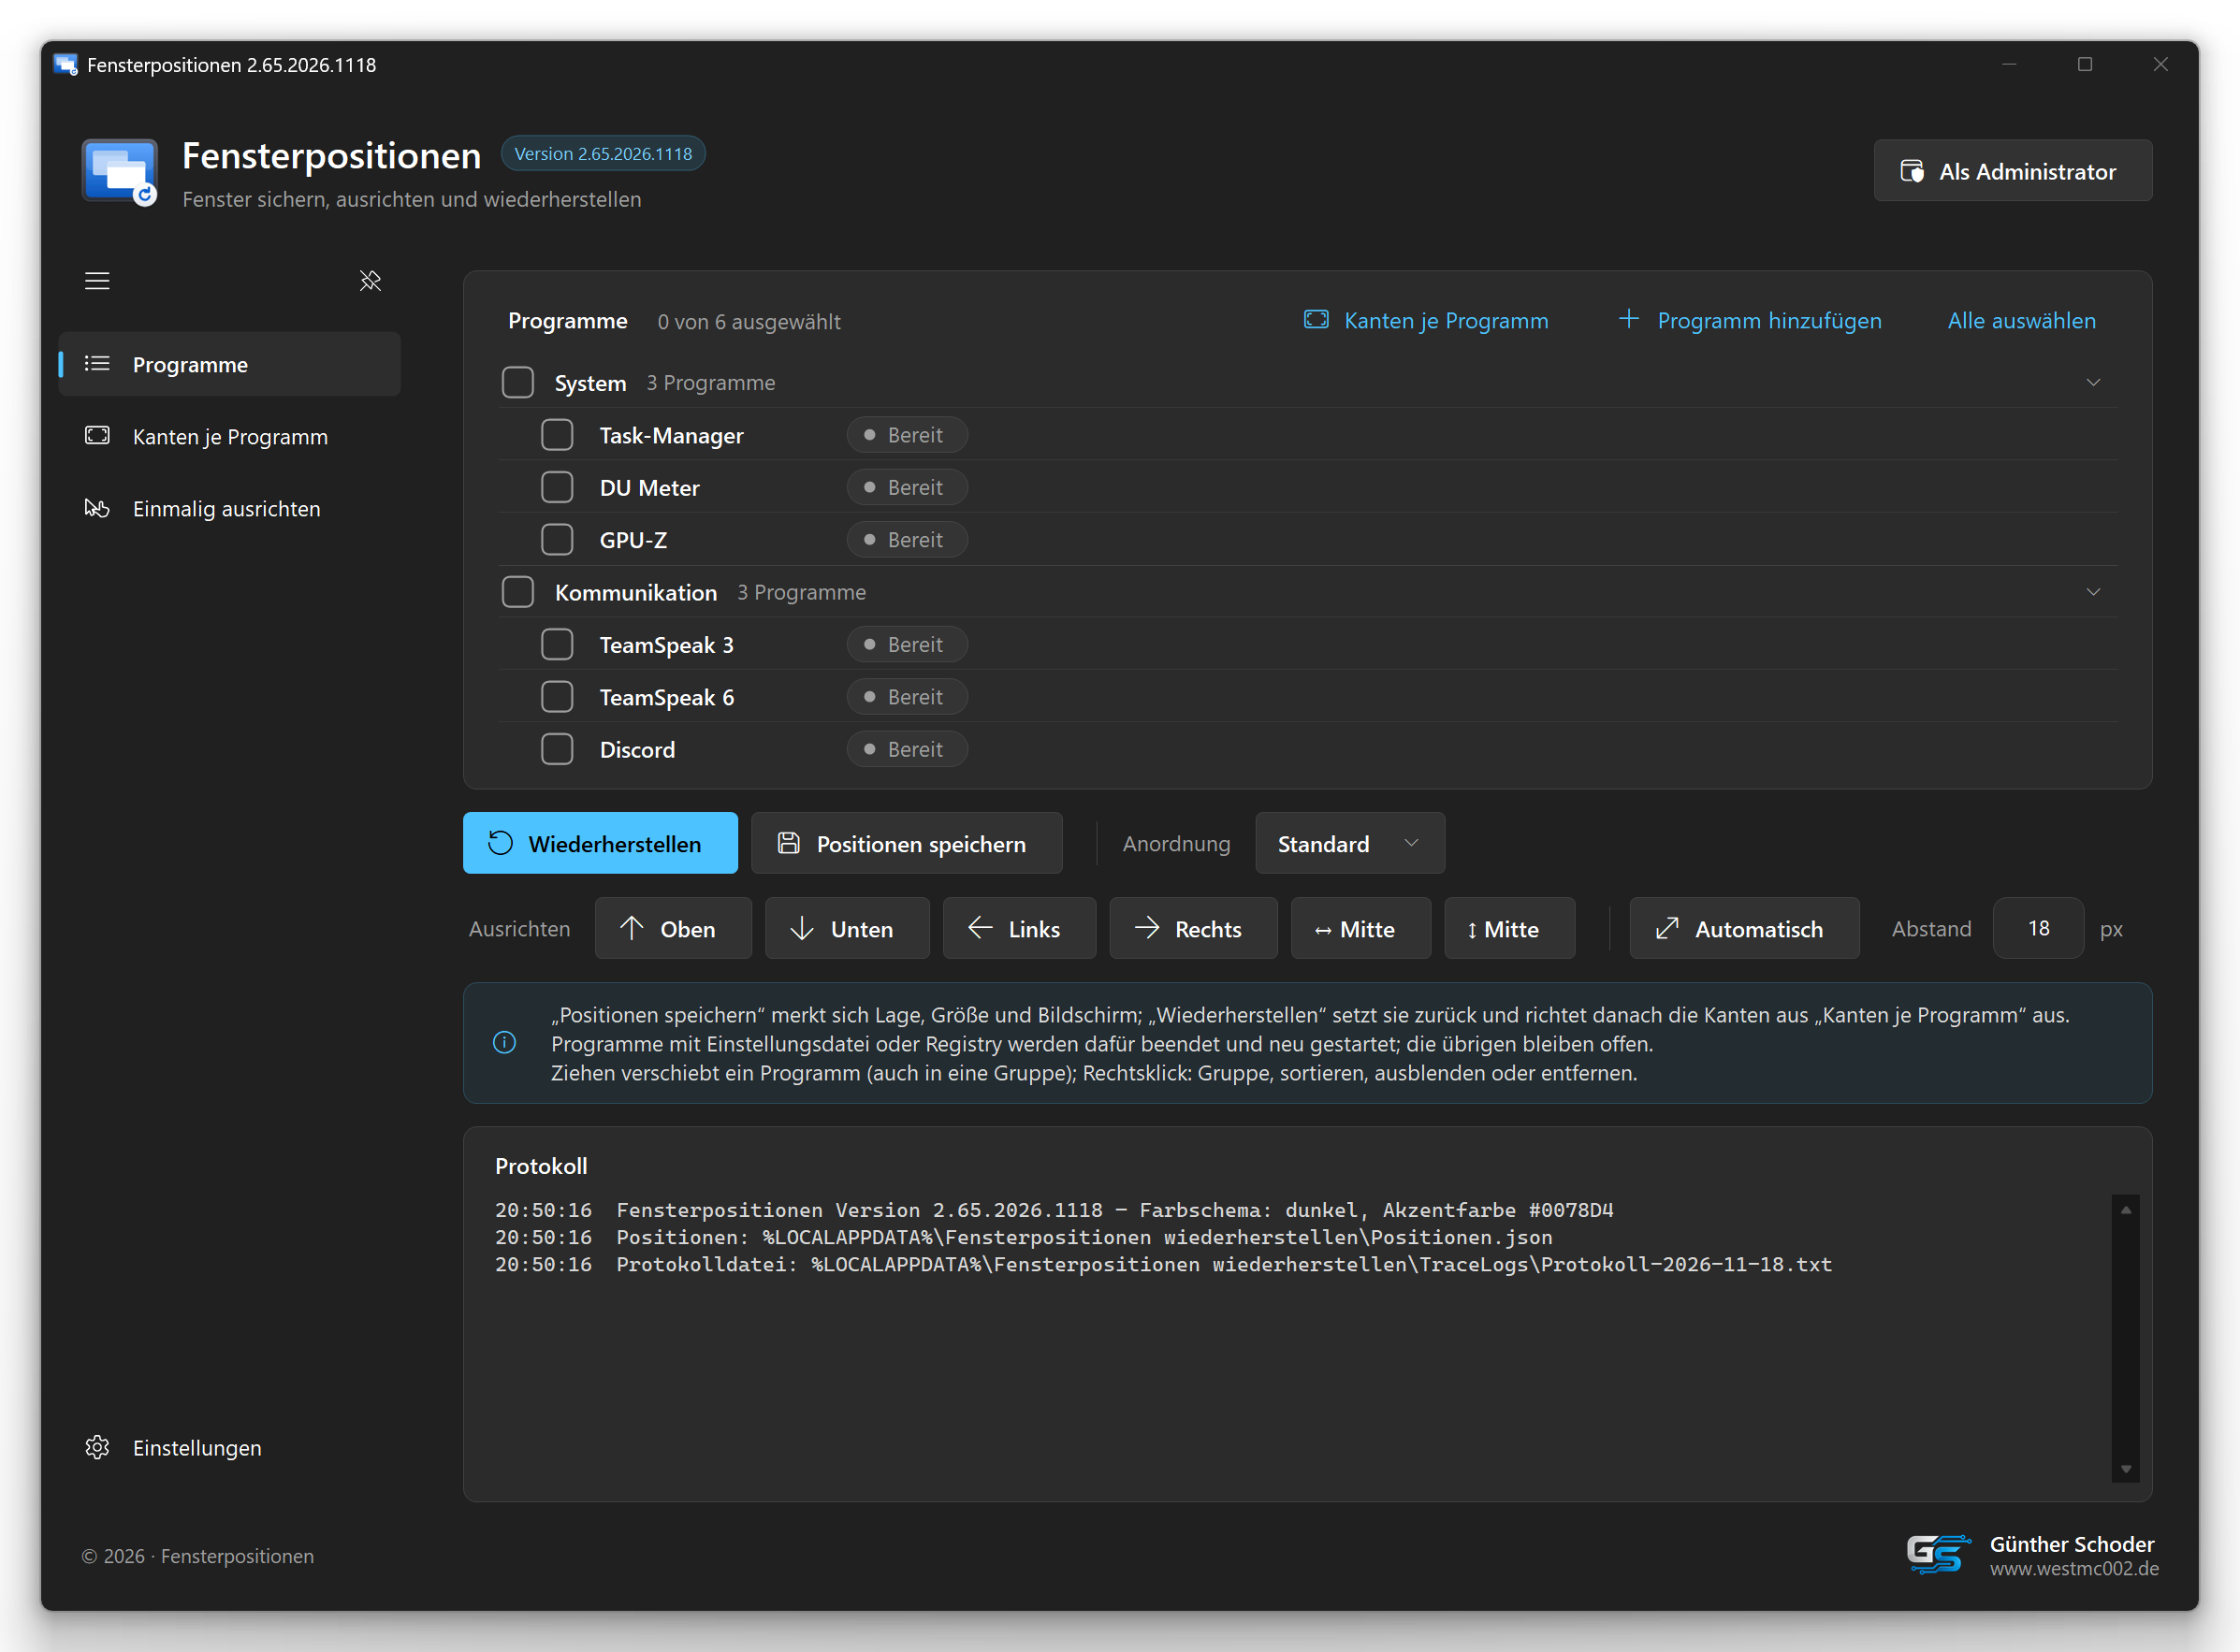 Fensterpositionen 2.65.2026.1118
Fensterpositionen Version 2.65.2026.1118
Fenster sichern, ausrichten und wiederherstellen
Als Administrator
Programme
Kanten je Programm
Einmalig ausrichten
Einstellungen
Programme 0 von 6 ausgewählt Kanten je Programm Programm hinzufügen Alle auswählen
System 3 Programme
Task-Manager Bereit
DU Meter Bereit
GPU-Z Bereit
Kommunikation 3 Programme
TeamSpeak 3 Bereit
TeamSpeak 6 Bereit
Discord Bereit
Wiederherstellen Positionen speichern Anordnung Standard
Ausrichten ↑ Oben ↓ Unten ← Links → Rechts ↔ Mitte ↕ Mitte Automatisch Abstand 18 px
„Positionen speichern“ merkt sich Lage, Größe und Bildschirm; „Wiederherstellen“ setzt sie zurück und richtet danach die Kanten aus „Kanten je Programm“ aus.
Programme mit Einstellungsdatei oder Registry werden dafür beendet und neu gestartet; die übrigen bleiben offen.
Ziehen verschiebt ein Programm (auch in eine Gruppe); Rechtsklick: Gruppe, sortieren, ausblenden oder entfernen.
Protokoll
20:50:16 Fensterpositionen Version 2.65.2026.1118 – Farbschema: dunkel, Akzentfarbe #0078D4
20:50:16 Positionen: %LOCALAPPDATA%\Fensterpositionen wiederherstellen\Positionen.json
20:50:16 Protokolldatei: %LOCALAPPDATA%\Fensterpositionen wiederherstellen\TraceLogs\Protokoll-2026-11-18.txt
© 2026 · Fensterpositionen
GS
Günther Schoder
www.westmc002.de